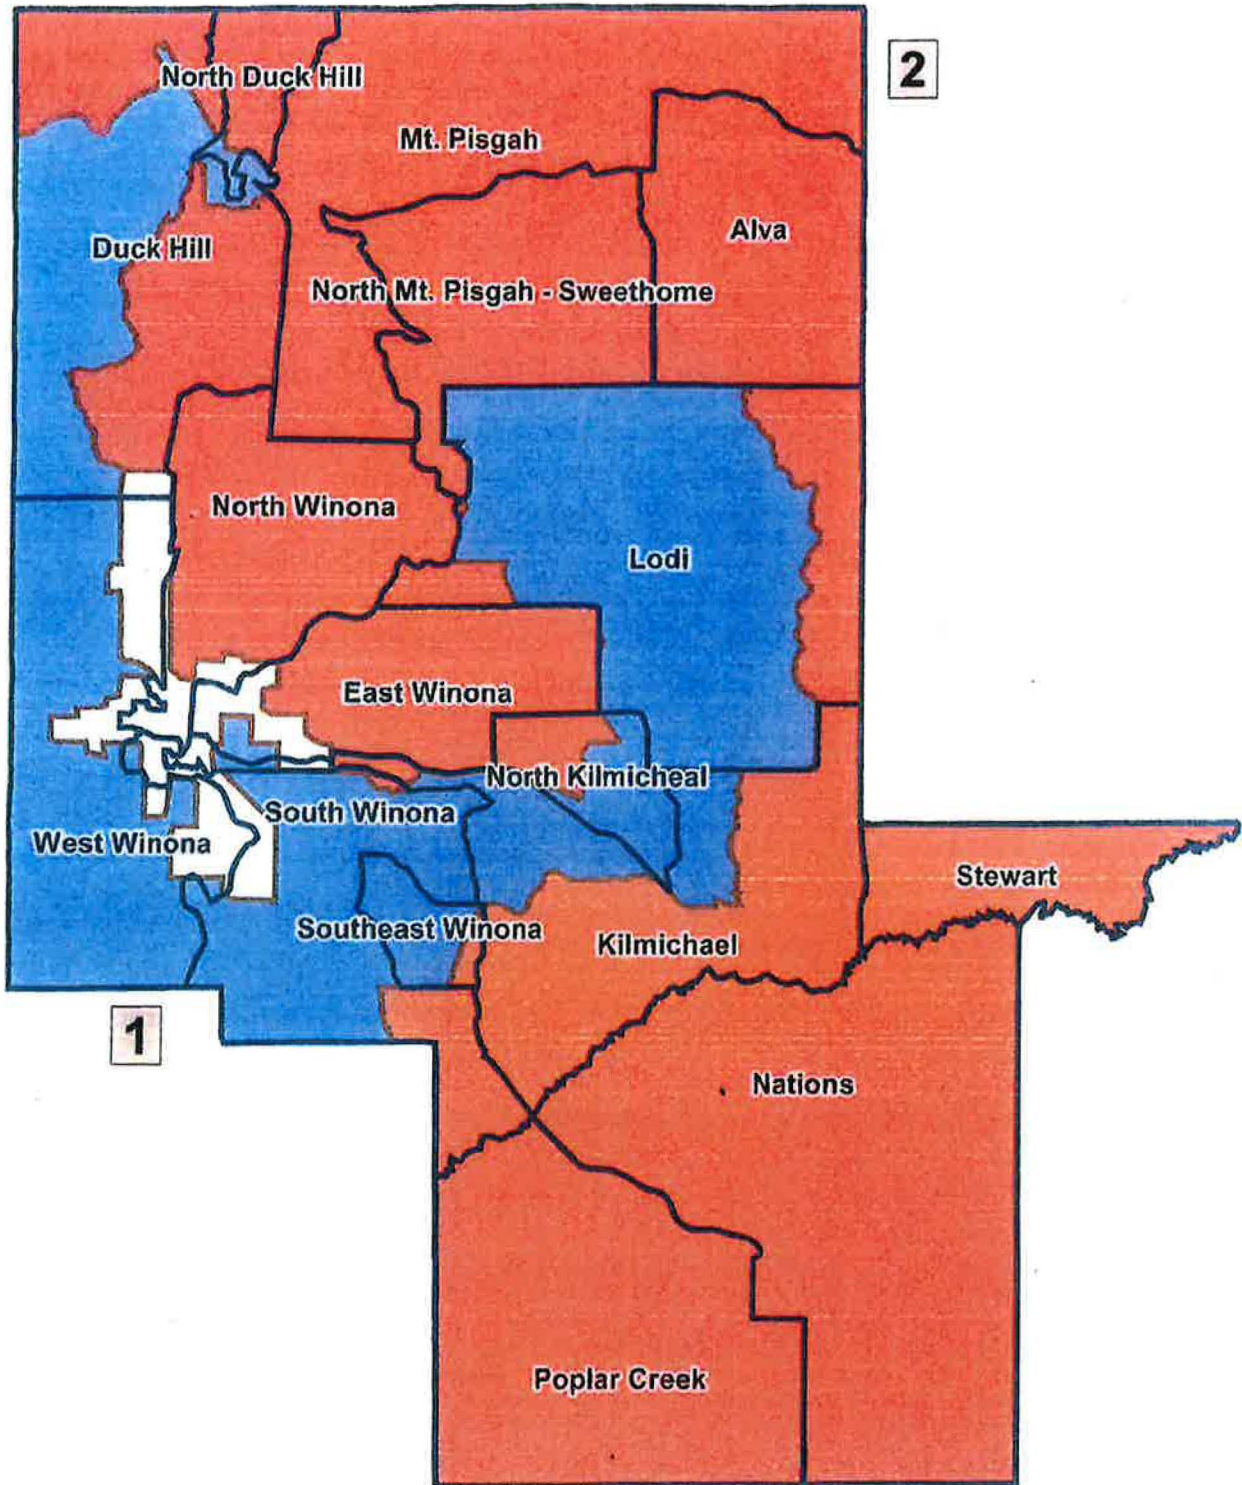 2
North Duck Hill
Mt. Pisgah
Alva
Duck Hill
North Mt. Pisgah - Sweethome
North Winona
Lodi
East Winona
North Kilmicheal
South Winona
West Winona
Stewart
Southeast Winona
Kilmichael
1
Nations
Poplar Creek